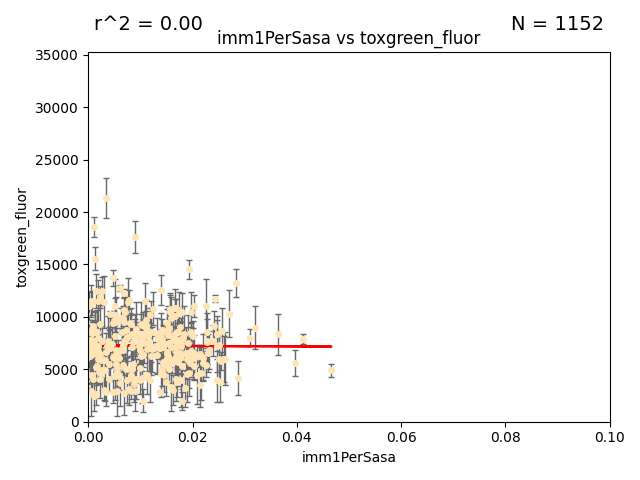 r^2 = 0.00
N = 1152
imm1PerSasa vs toxgreen_fluor
toxgreen_fluor
35000
30000
25000
20000
15000
10000
5000
0
0.00
0.02
0.04
0.06
0.08
0.10
imm1PerSasa